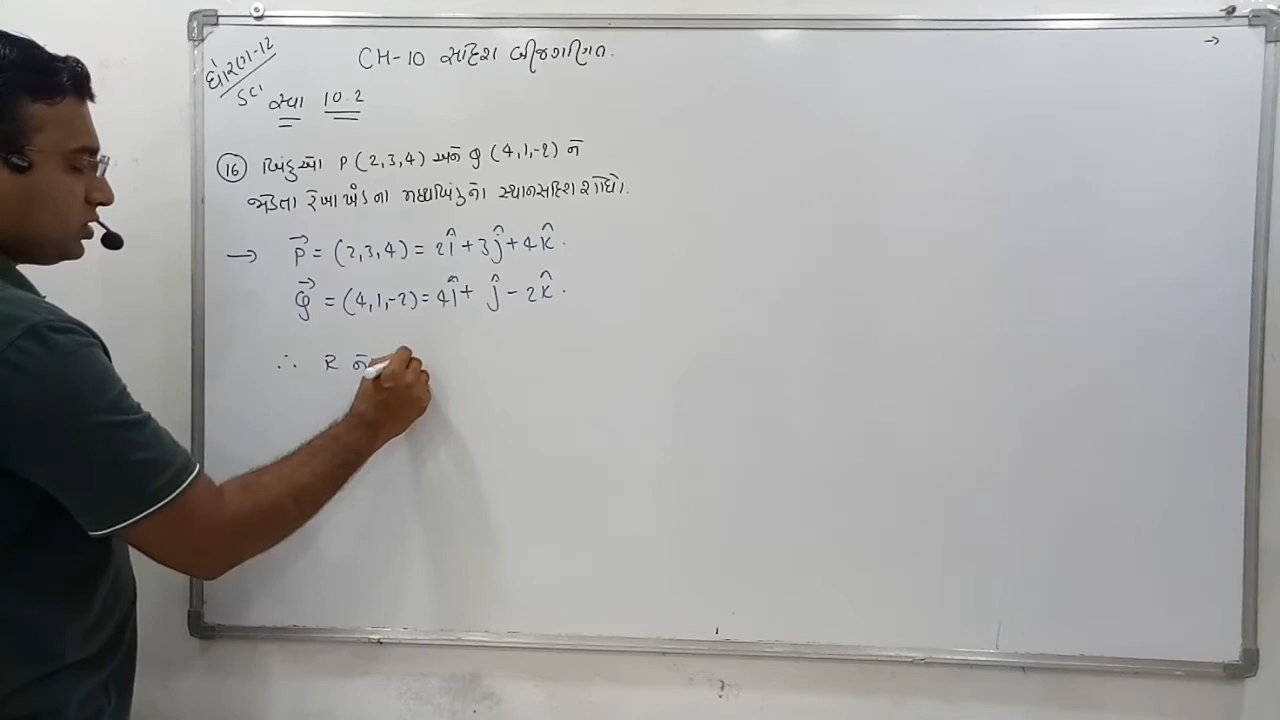 ધોરણ-12
SCI
CH-10 સદિશ બીજગણિત.
સ્વા 10.2
→
(16) બિંદુઓ P (2,3,4) અને Q (4,1,-2) ને
જોડતા રેખાખંડના મધ્યબિંદુનો સ્થાનસદિશ શોધો.
→ P⃗ = (2,3,4) = 2î + 3ĵ + 4k̂.
Q⃗ = (4,1,-2) = 4î + ĵ - 2k̂.
∴ R ને